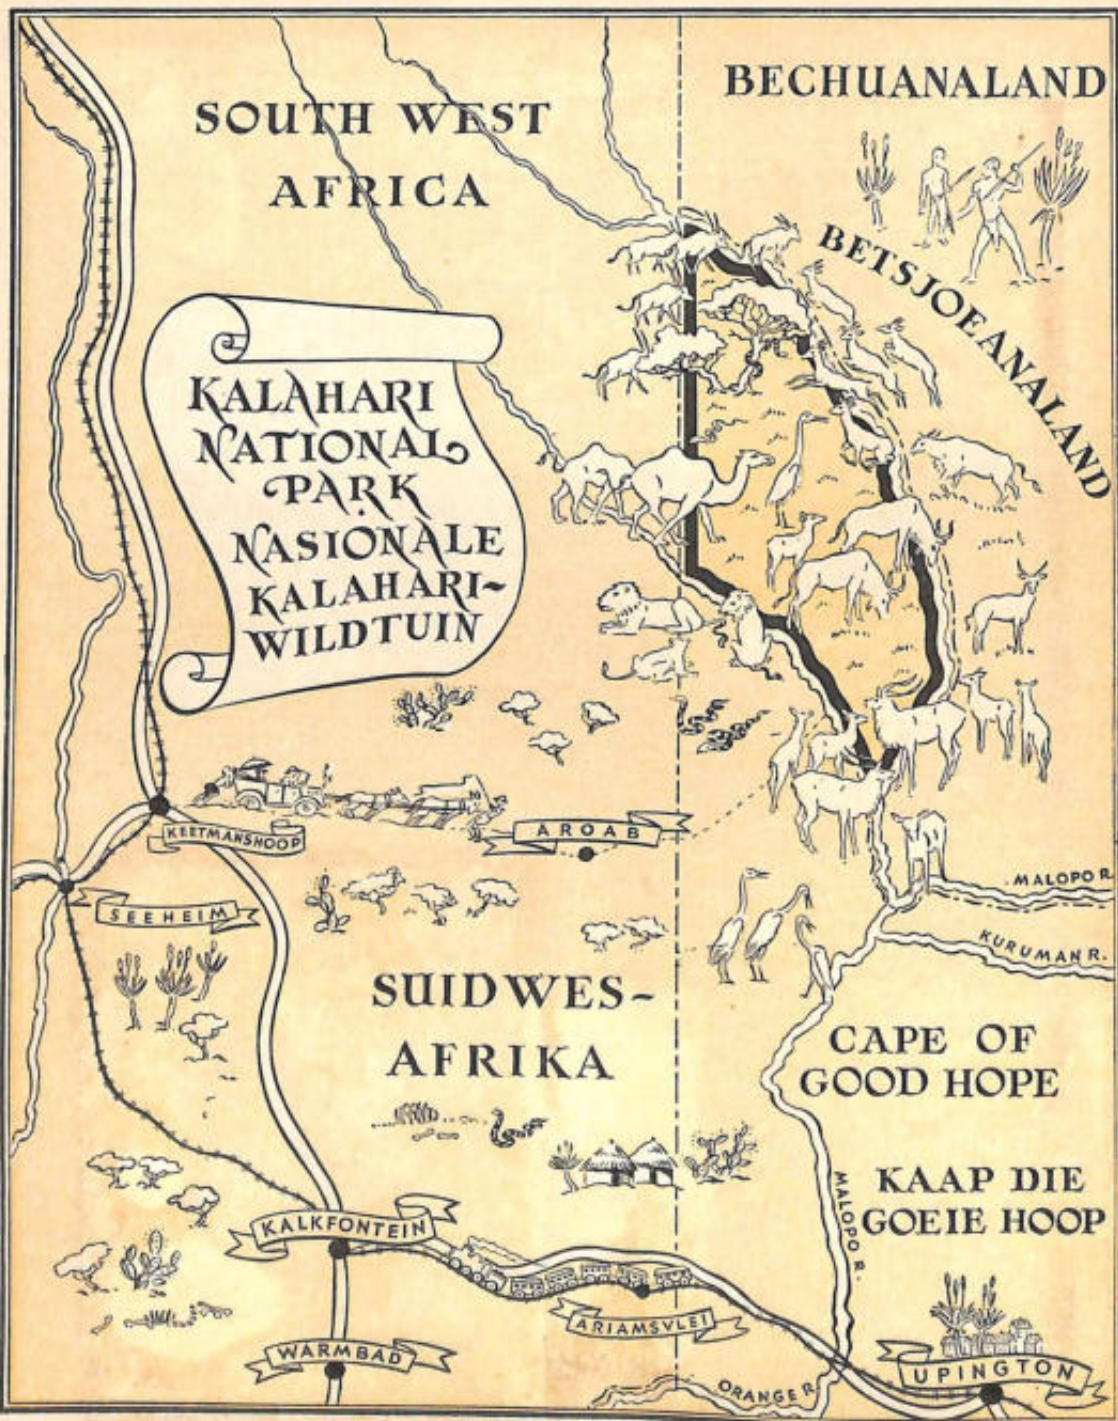 SOUTH WEST
AFRICA
BECHUANALAND
BETSJOEANALAND
KALAHARI
NATIONAL
PARK
NASIONALE
KALAHARI-
WILDTUIN
KEETMANSHOOP
AROAB
SEEHEIM
MALOPO R.
KURUMAN R.
SUIDWES-
AFRIKA
CAPE OF
GOOD HOPE
KAAP DIE
GOEIE HOOP
MALOPO R.
KALKFONTEIN
ARIAMSVLEI
WARMBAD
UPINGTON
ORANGE R.